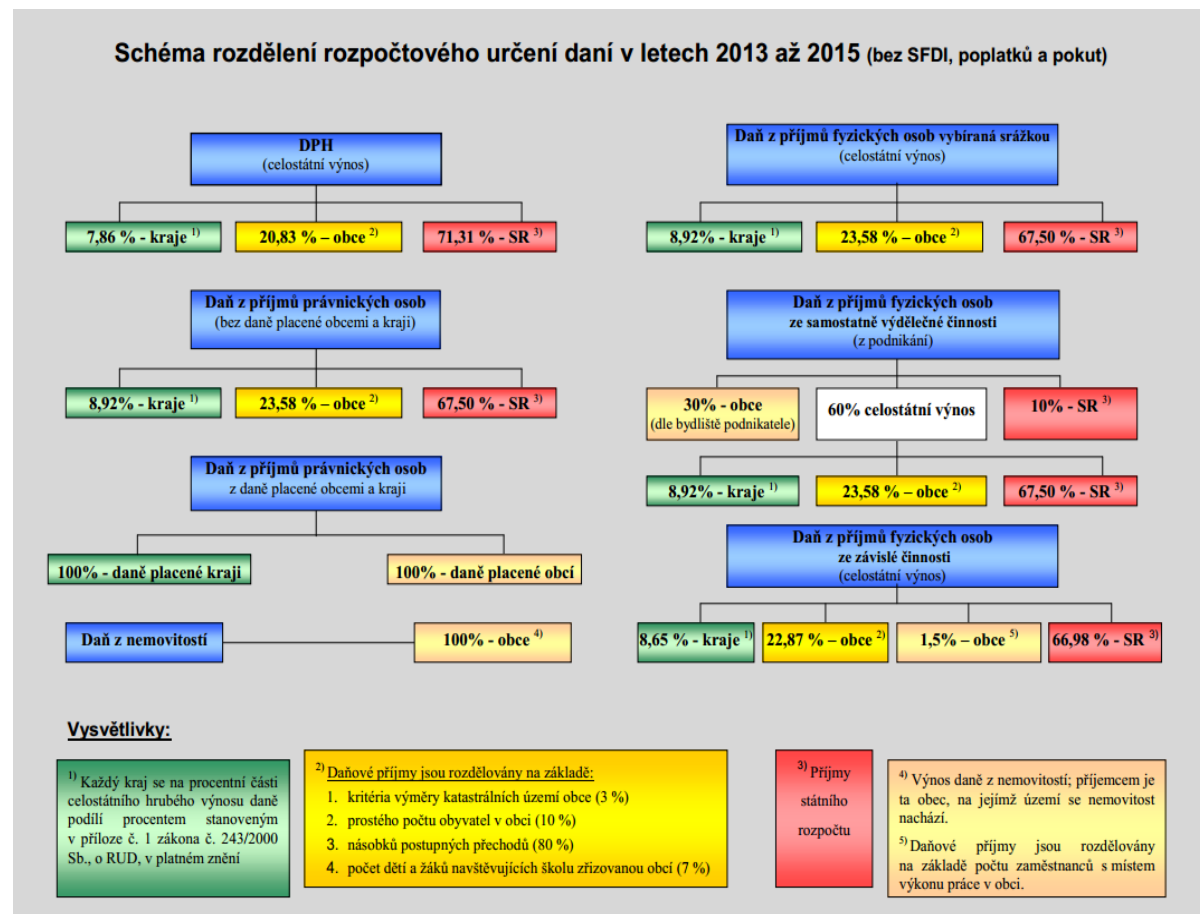 Schéma rozdělení rozpočtového určení daní v letech 2013 až 2015 (bez SFDI, poplatků a pokut)
DPH
(celostátní výnos)
7,86 % - kraje 1)
20,83 % – obce 2)
71,31 % - SR 3)
Daň z příjmů fyzických osob vybíraná srážkou
(celostátní výnos)
8,92% - kraje 1)
23,58 % – obce 2)
67,50 % - SR 3)
Daň z příjmů právnických osob
(bez daně placené obcemi a kraji)
8,92% - kraje 1)
23,58 % – obce 2)
67,50 % - SR 3)
Daň z příjmů fyzických osob
ze samostatně výdělečné činnosti
(z podnikání)
30% - obce
(dle bydliště podnikatele)
60% celostátní výnos
10% - SR 3)
8,92% - kraje 1)
23,58 % – obce 2)
67,50 % - SR 3)
Daň z příjmů právnických osob
z daně placené obcemi a kraji
100% - daně placené kraji
100% - daně placené obcí
Daň z příjmů fyzických osob
ze závislé činnosti
(celostátní výnos)
8,65 % - kraje 1)
22,87 % – obce 2)
1,5% – obce 5)
66,98 % - SR 3)
Daň z nemovitostí
100% - obce 4)
Vysvětlivky:
1) Každý kraj se na procentní části
celostátního hrubého výnosu daně
podílí procentem stanoveným
v příloze č. 1 zákona č. 243/2000
Sb., o RUD, v platném znění
2) Daňové příjmy jsou rozdělovány na základě:
1. kritéria výměry katastrálních území obce (3 %)
2. prostého počtu obyvatel v obci (10 %)
3. násobků postupných přechodů (80 %)
4. počet dětí a žáků navštěvujících školu zřizovanou obcí (7 %)
3) Příjmy
státního
rozpočtu
4) Výnos daně z nemovitostí; příjemcem je
ta obec, na jejímž území se nemovitost
nachází.
5) Daňové příjmy jsou rozdělovány
na základě počtu zaměstnanců s místem
výkonu práce v obci.